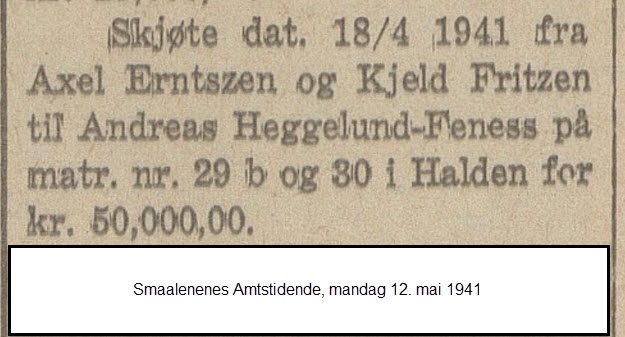 Skjøte dat. 18/4 1941 fra
Axel Erntszen og Kjeld Fritzen
til Andreas Heggelund-Feness på
matr. nr. 29 b og 30 i Halden for
kr. 50,000,00.
Smaalenenes Amtstidende, mandag 12. mai 1941